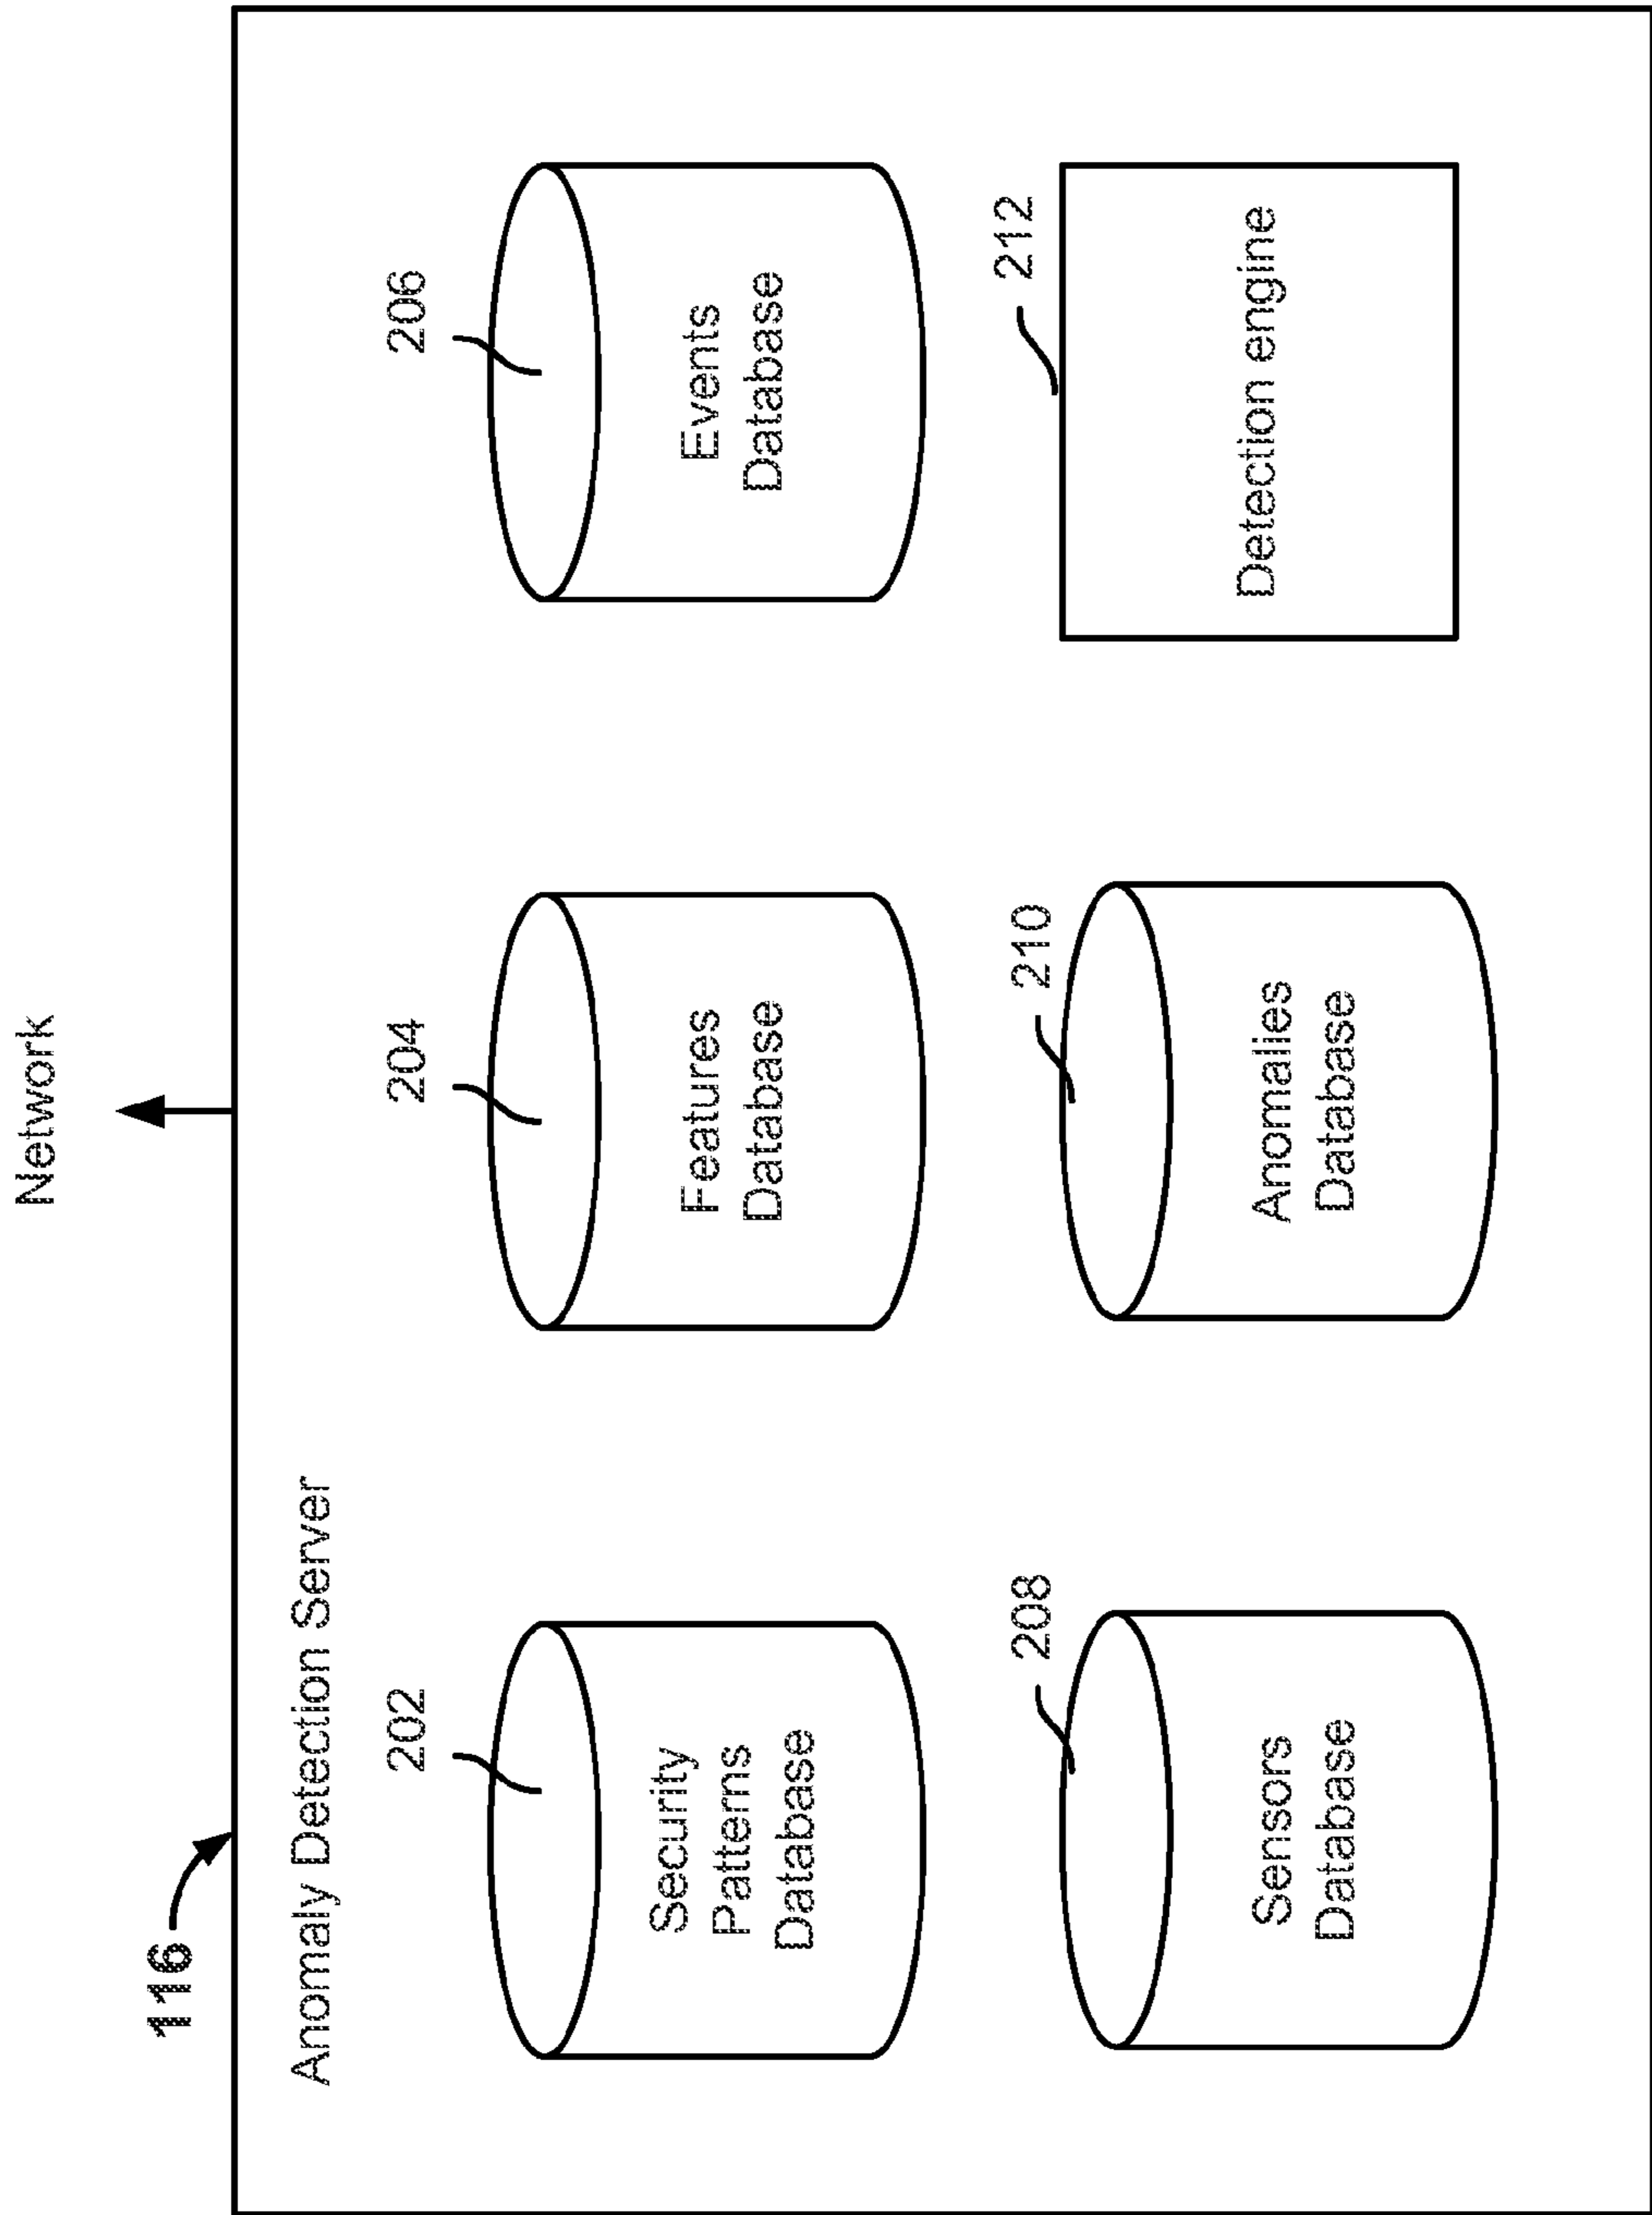 Network
116
Anomaly Detection Server
202
Security
Patterns
Database
204
Features
Database
206
Events
Database
208
Sensors
Database
210
Anomalies
Database
212
Detection engine